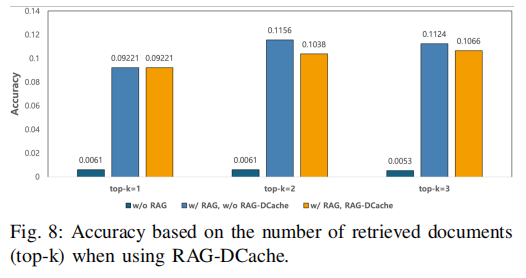 0.14
0.12
0.1
0.08
0.06
0.04
0.02
0
Accuracy
0.0061
0.09221
0.09221
0.0061
0.1156
0.1038
0.0053
0.1124
0.1066
top-k=1
top-k=2
top-k=3
w/o RAG w/ RAG, w/o RAG-DCache w/ RAG, RAG-DCache
Fig. 8: Accuracy based on the number of retrieved documents
(top-k) when using RAG-DCache.